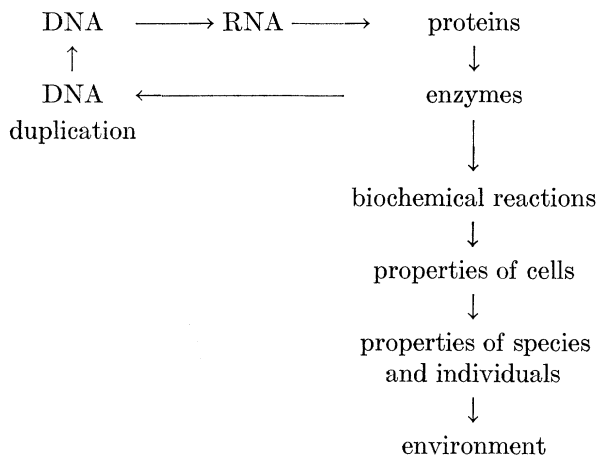 DNA RNA proteins
DNA enzymes
duplication
biochemical reactions
properties of cells
properties of species
and individuals
environment